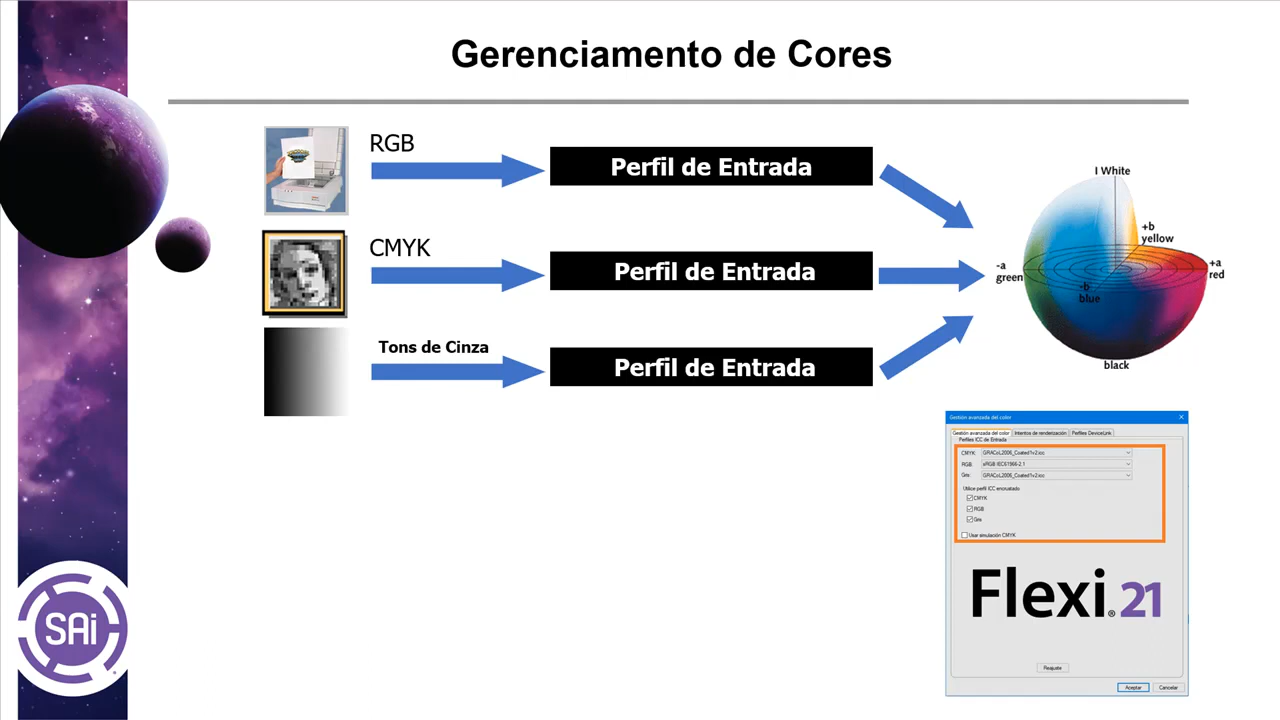 Gerenciamento de Cores
RGB
Perfil de Entrada
CMYK
Perfil de Entrada
Tons de Cinza
Perfil de Entrada
I White
+b
yellow
-a
green
+a
red
-b
blue
black
Gestión avanzada del color
Gestión avanzada del color Intentos de renderización Perfiles DeviceLink
Perfiles ICC de Entrada
CMYK: GRACoL2006_Coated1v2.icc
RGB: sRGB IEC61966-2.1
Gris: GRACoL2006_Coated1v2.icc
Utilice perfil ICC encrustado
CMYK
RGB
Gris
Usar simulación CMYK
Flexi® 21
Reajuste
Aceptar Cancelar
SAi